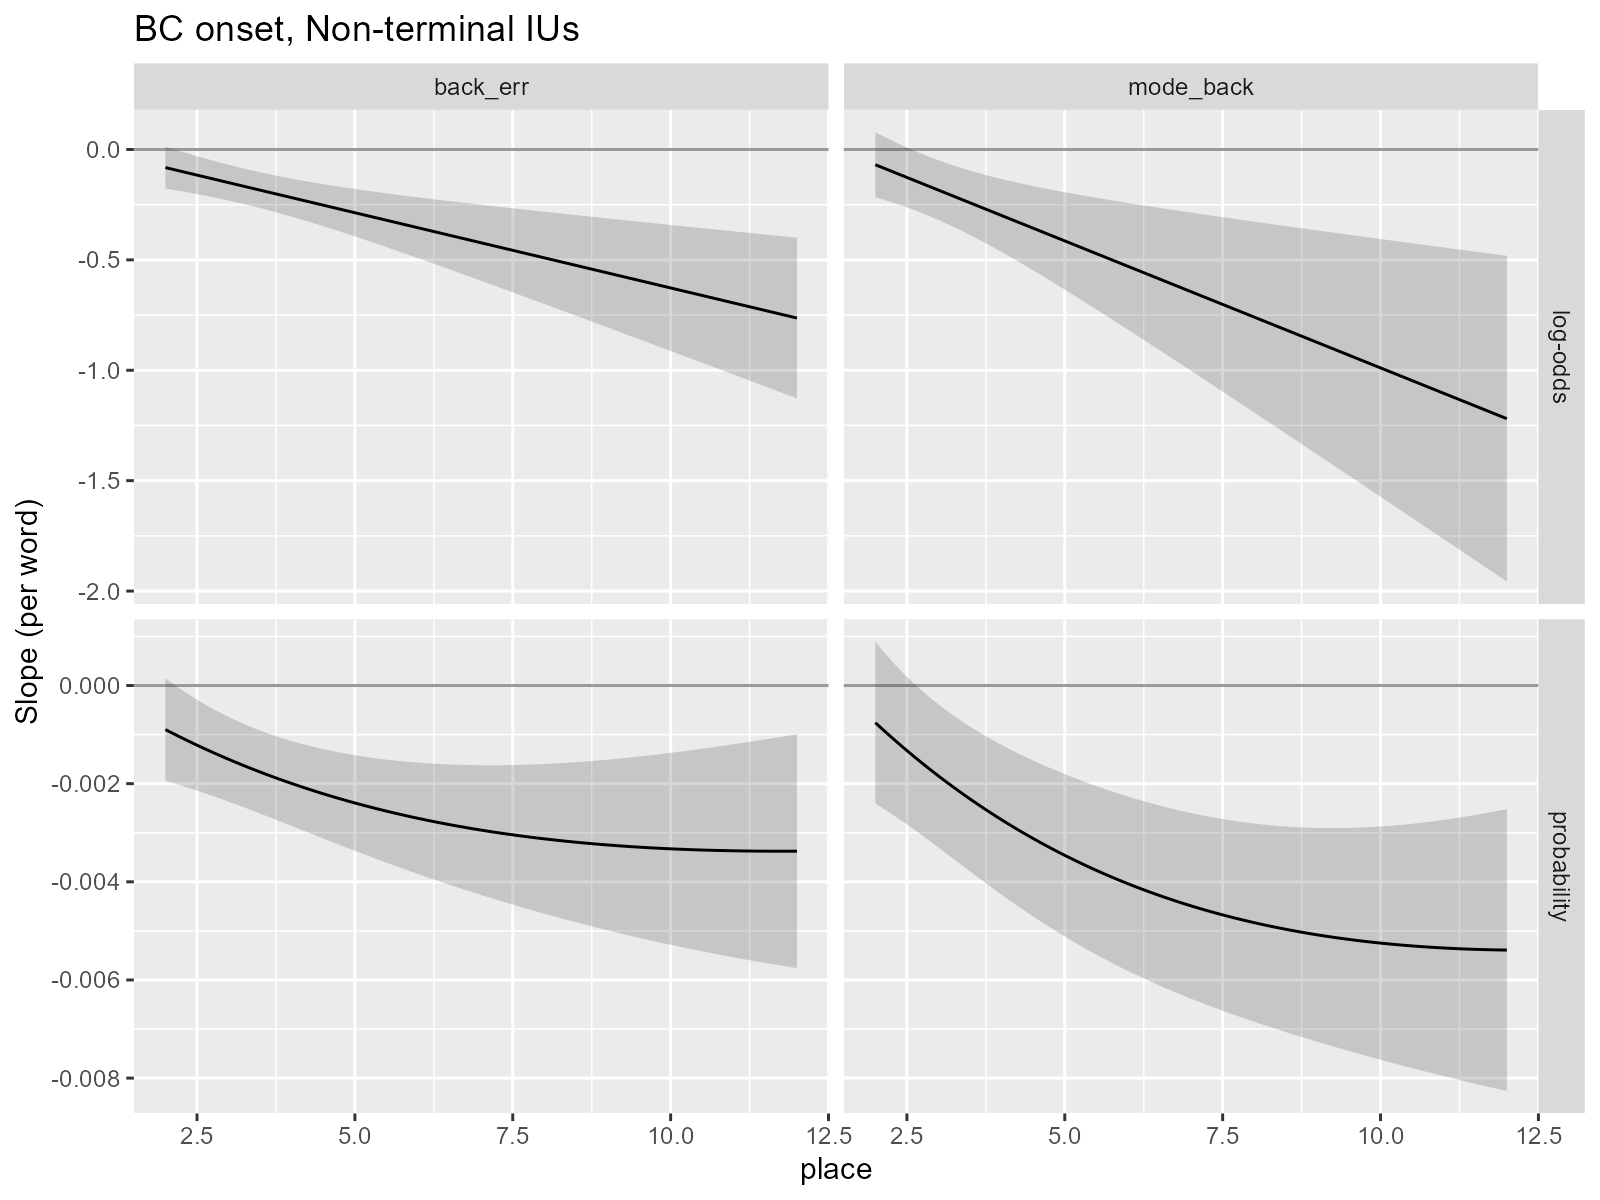 BC onset, Non-terminal IUs
back_err
mode_back
0.0
-0.5
-1.0
-1.5
-2.0
log-odds
Slope (per word)
0.000
-0.002
-0.004
-0.006
-0.008
probability
2.5 5.0 7.5 10.0 12.5 2.5 5.0 7.5 10.0 12.5
place